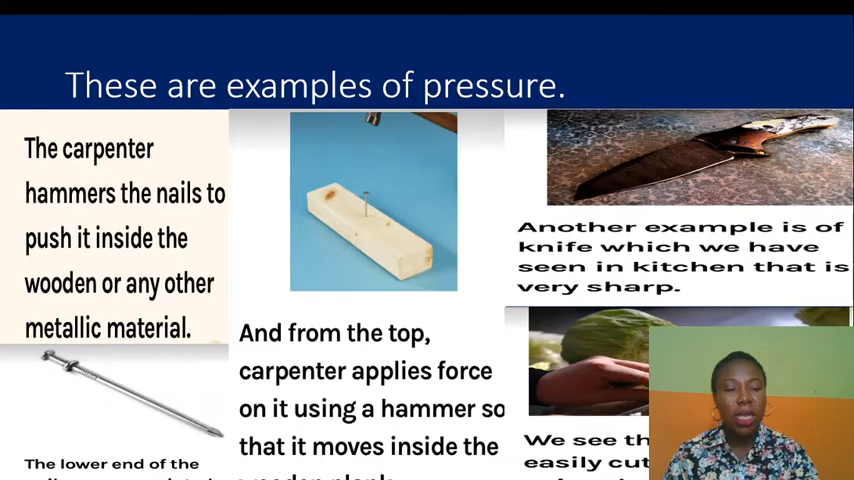 These are examples of pressure.
The carpenter
hammers the nails to
push it inside the
wooden or any other
metallic material.
The lower end of the
And from the top,
carpenter applies force
on it using a hammer so
that it moves inside the
Another example is of
knife which we have
seen in kitchen that is
very sharp.
We see
easily cut